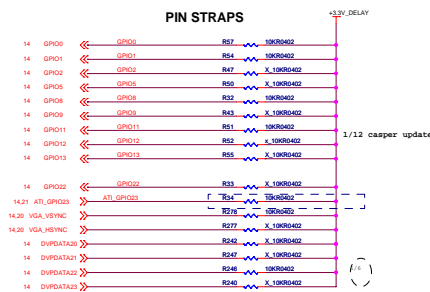 PIN STRAPS
+3.3V_DELAY
14 GPIO0 GPIO0 R57 10KR0402
14 GPIO1 GPIO1 R54 10KR0402
14 GPIO2 GPIO2 R47 X_10KR0402
14 GPIO5 GPIO5 R50 X_10KR0402
14 GPIO8 GPIO8 R32 10KR0402
14 GPIO9 GPIO9 R43 X_10KR0402
14 GPIO11 GPIO11 R51 10KR0402
1/12 casper update
14 GPIO12 GPIO12 R52 x_10KR0402
14 GPIO13 GPIO13 R55 X_10KR0402
14 GPIO22 GPIO22 R33 X_10KR0402
14,21 ATI_GPIO23 ATI_GPIO23 R34 10KR0402
14,20 VGA_VSYNC R278 10KR0402
14,20 VGA_HSYNC R277 X_10KR0402
14 DVPDATA20 R242 X_10KR0402
14 DVPDATA21 R247 X_10KR0402
14 DVPDATA22 R246 X_10KR0402
14 DVPDATA23 R240 X_10KR0402